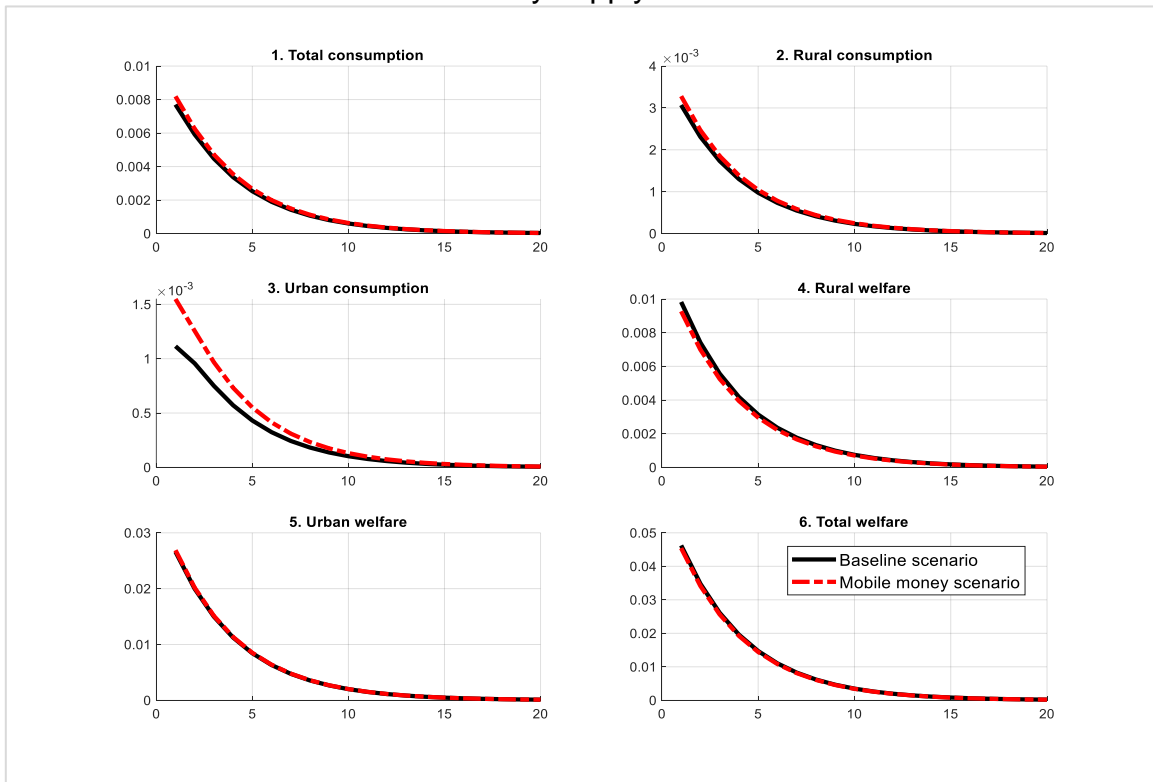 1. Total consumption
0.01
0.008
0.006
0.004
0.002
0
0 5 10 15 20
2. Rural consumption
×10⁻³
4
3
2
1
0
0 5 10 15 20
3. Urban consumption
×10⁻³
1.5
1
0.5
0
0 5 10 15 20
4. Rural welfare
0.01
0.008
0.006
0.004
0.002
0
0 5 10 15 20
5. Urban welfare
0.03
0.02
0.01
0
0 5 10 15 20
6. Total welfare
0.05
0.04
0.03
0.02
0.01
0
0 5 10 15 20
Baseline scenario
Mobile money scenario